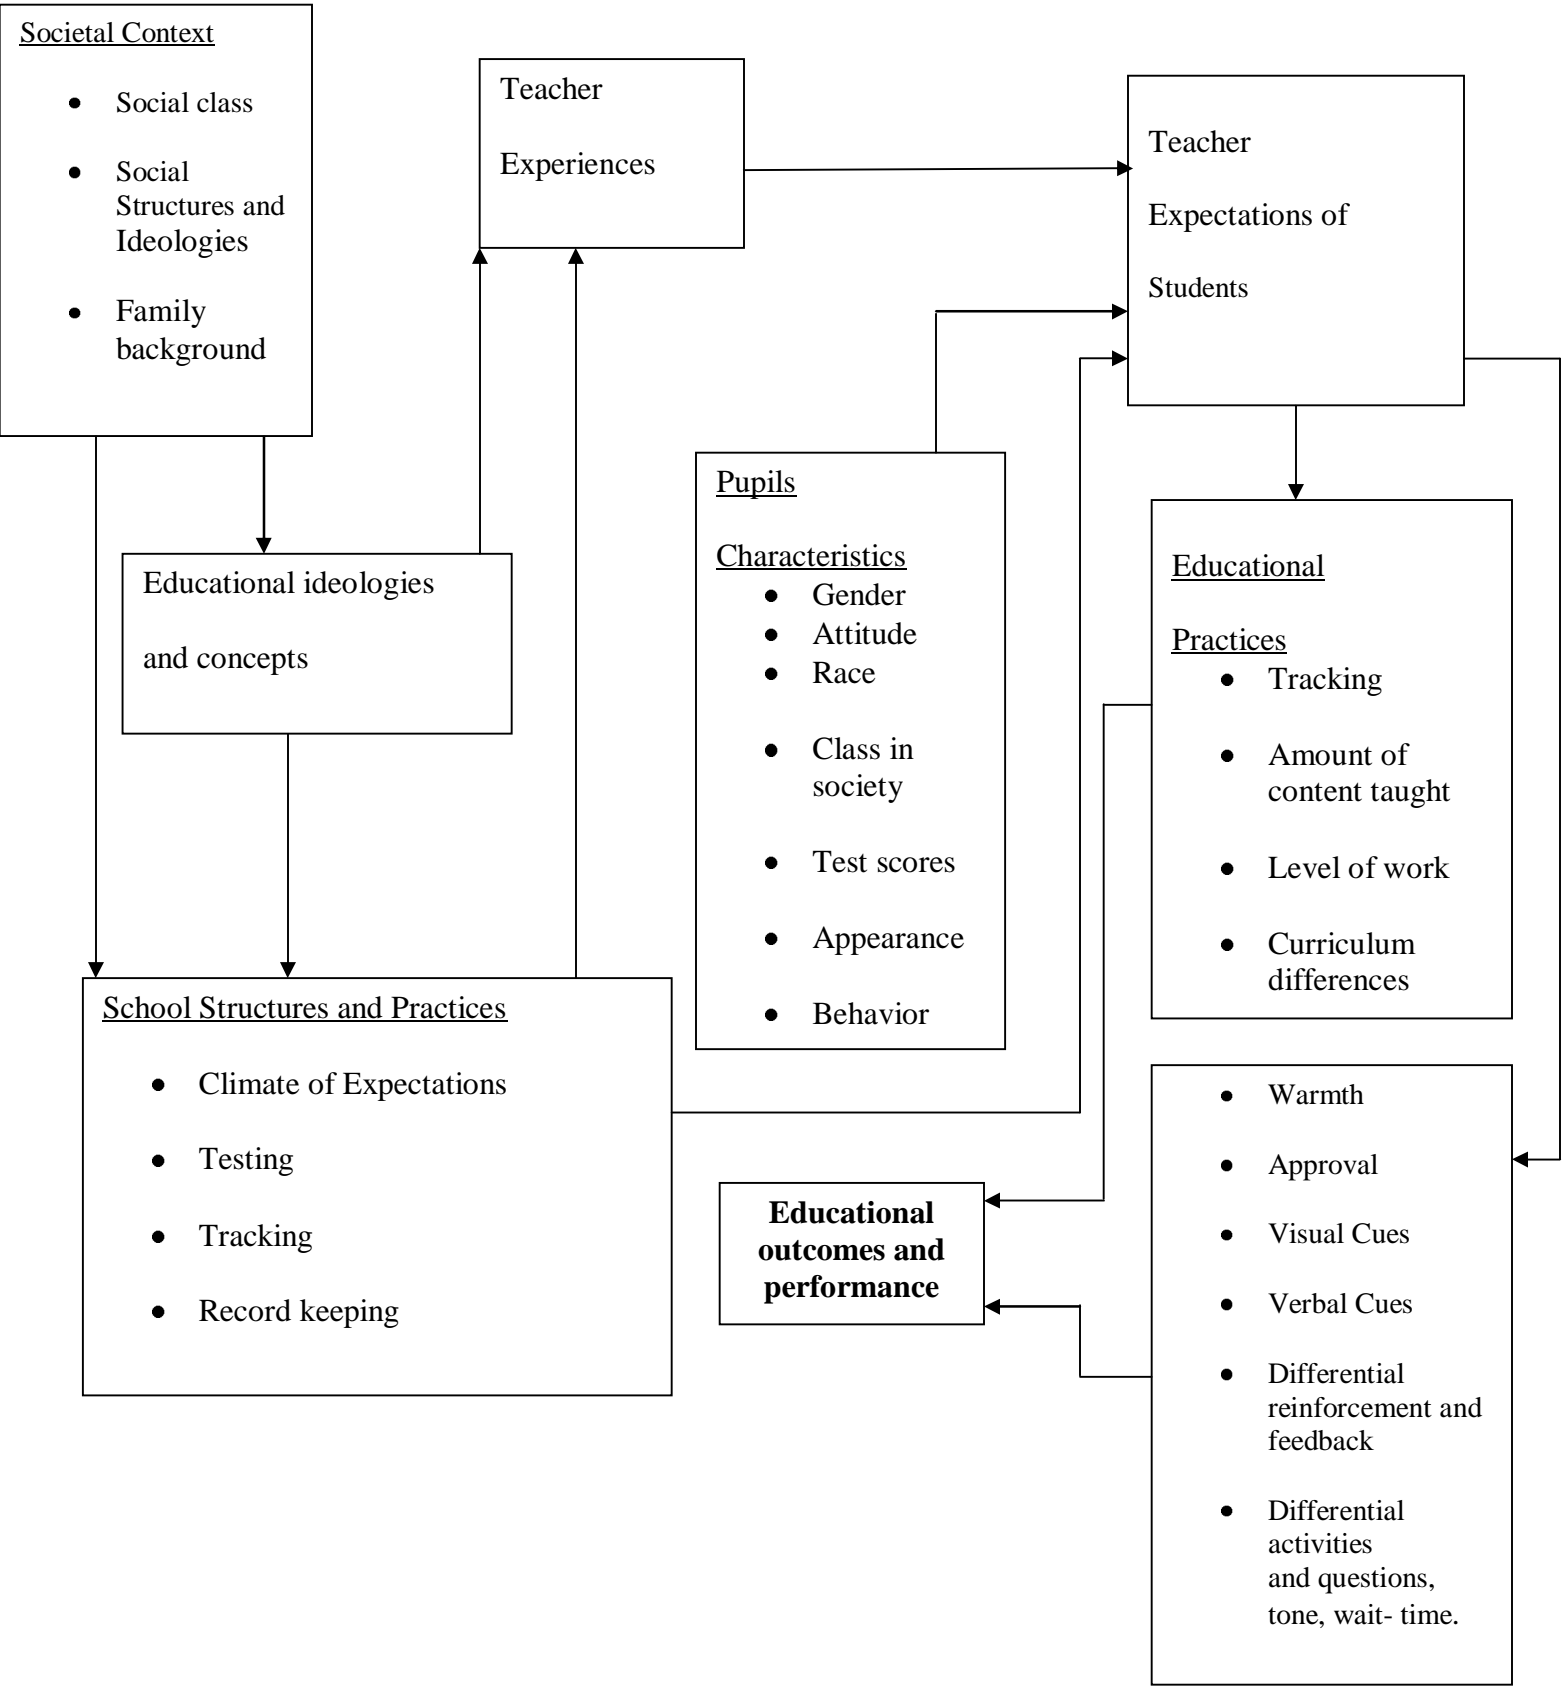 Societal Context
• Social class
• Social
Structures and
Ideologies
• Family
background
Teacher
Experiences
Teacher
Expectations of
Students
Educational ideologies
and concepts
Pupils
Characteristics
• Gender
• Attitude
• Race
• Class in
society
• Test scores
• Appearance
• Behavior
Educational
Practices
• Tracking
• Amount of
content taught
• Level of work
• Curriculum
differences
School Structures and Practices
• Climate of Expectations
• Testing
• Tracking
• Record keeping
Educational
outcomes and
performance
• Warmth
• Approval
• Visual Cues
• Verbal Cues
• Differential
reinforcement and
feedback
• Differential
activities
and questions,
tone, wait- time.